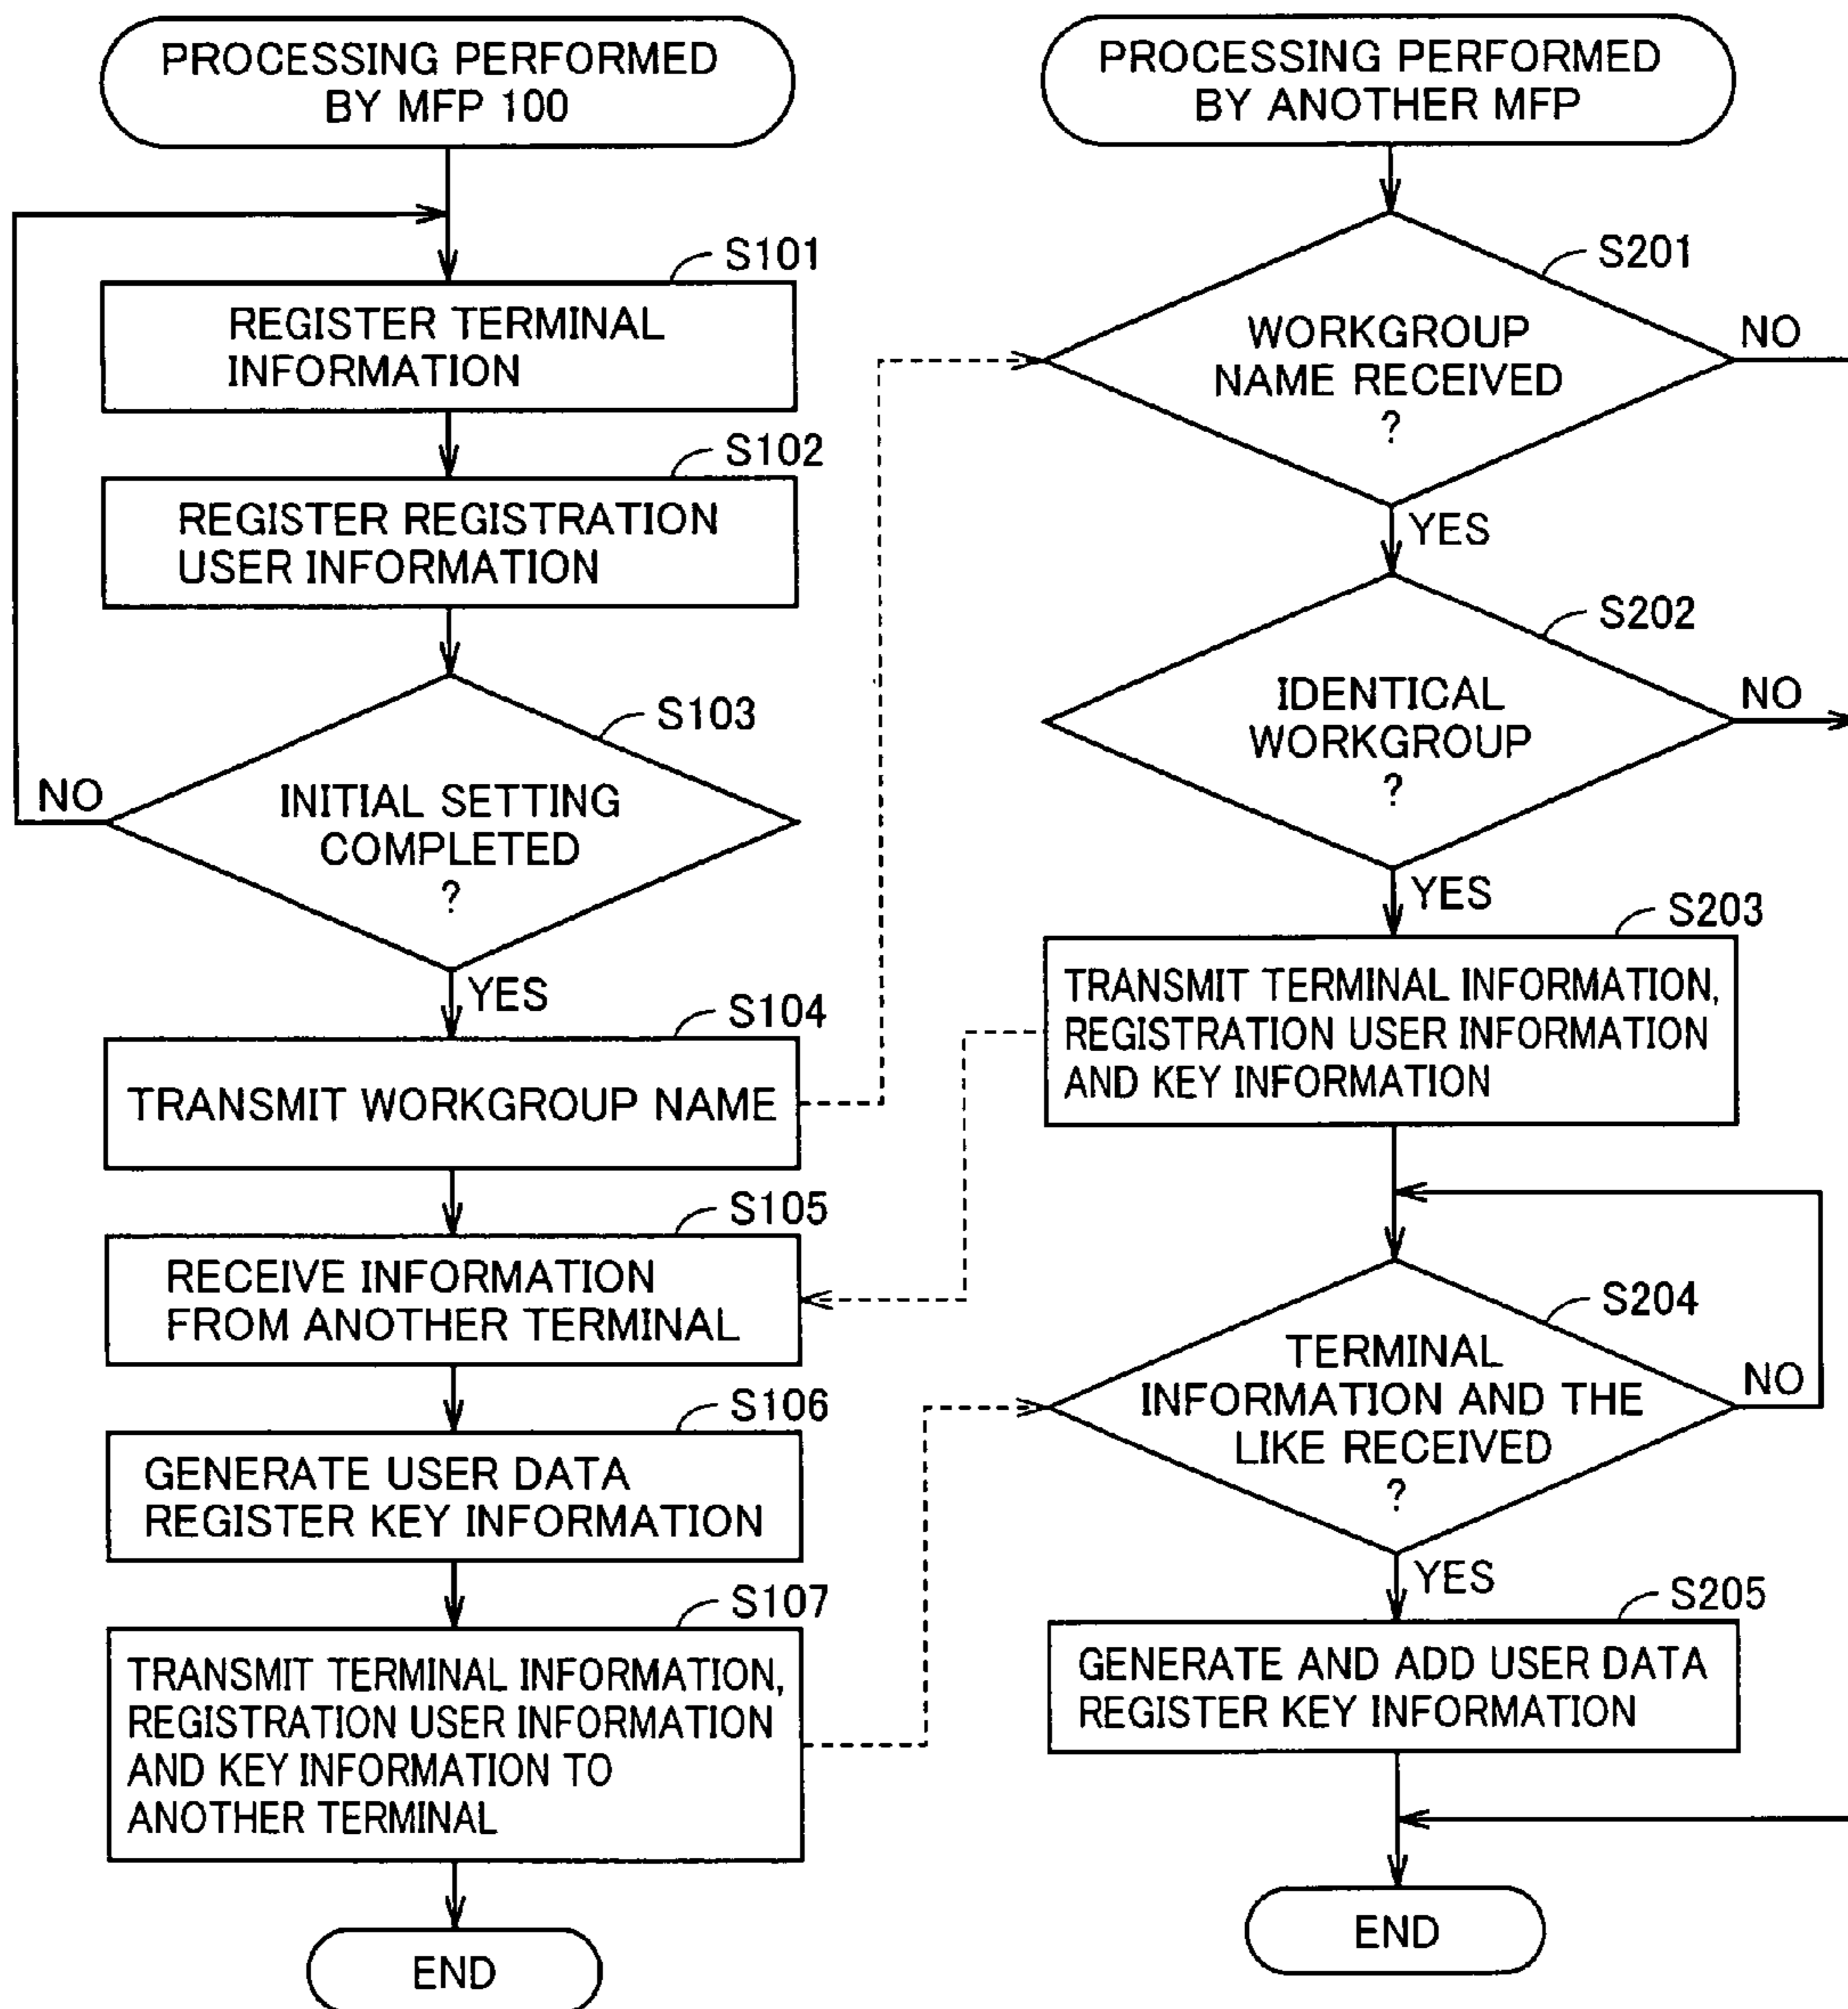 PROCESSING PERFORMED
BY MFP 100
S101
REGISTER TERMINAL
INFORMATION
S102
REGISTER REGISTRATION
USER INFORMATION
S103
NO
INITIAL SETTING
COMPLETED
?
YES
S104
TRANSMIT WORKGROUP NAME
S105
RECEIVE INFORMATION
FROM ANOTHER TERMINAL
S106
GENERATE USER DATA
REGISTER KEY INFORMATION
S107
TRANSMIT TERMINAL INFORMATION,
REGISTRATION USER INFORMATION
AND KEY INFORMATION TO
ANOTHER TERMINAL
END
PROCESSING PERFORMED
BY ANOTHER MFP
S201
WORKGROUP
NAME RECEIVED
?
NO
YES
S202
IDENTICAL
WORKGROUP
?
NO
YES
S203
TRANSMIT TERMINAL INFORMATION,
REGISTRATION USER INFORMATION
AND KEY INFORMATION
S204
TERMINAL
INFORMATION AND THE
LIKE RECEIVED
?
NO
YES
S205
GENERATE AND ADD USER DATA
REGISTER KEY INFORMATION
END